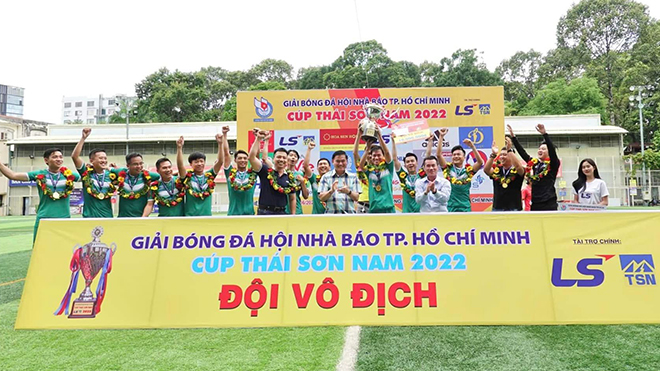 GIẢI BÓNG ĐÁ HỘI NHÀ BÁO TP. HỒ CHÍ MINH
CÚP THÁI SƠN NAM 2022
LS
TSN
LS
GIẢI BÓNG ĐÁ HỘI NHÀ BÁO TP. HỒ CHÍ MINH
CÚP THÁI SƠN NAM 2022
ĐỘI VÔ ĐỊCH
TÀI TRỢ CHÍNH:
LS
TSN